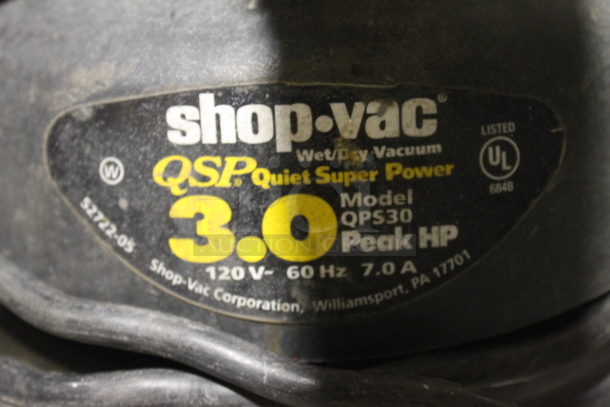 shop·vac®
Wet/Dry Vacuum
QSP® Quiet Super Power
3.0
Model
QPS30
Peak HP
120 V~ 60 Hz 7.0 A
Shop-Vac Corporation, Williamsport, PA 17701
52722-05
W
LISTED
UL
684B